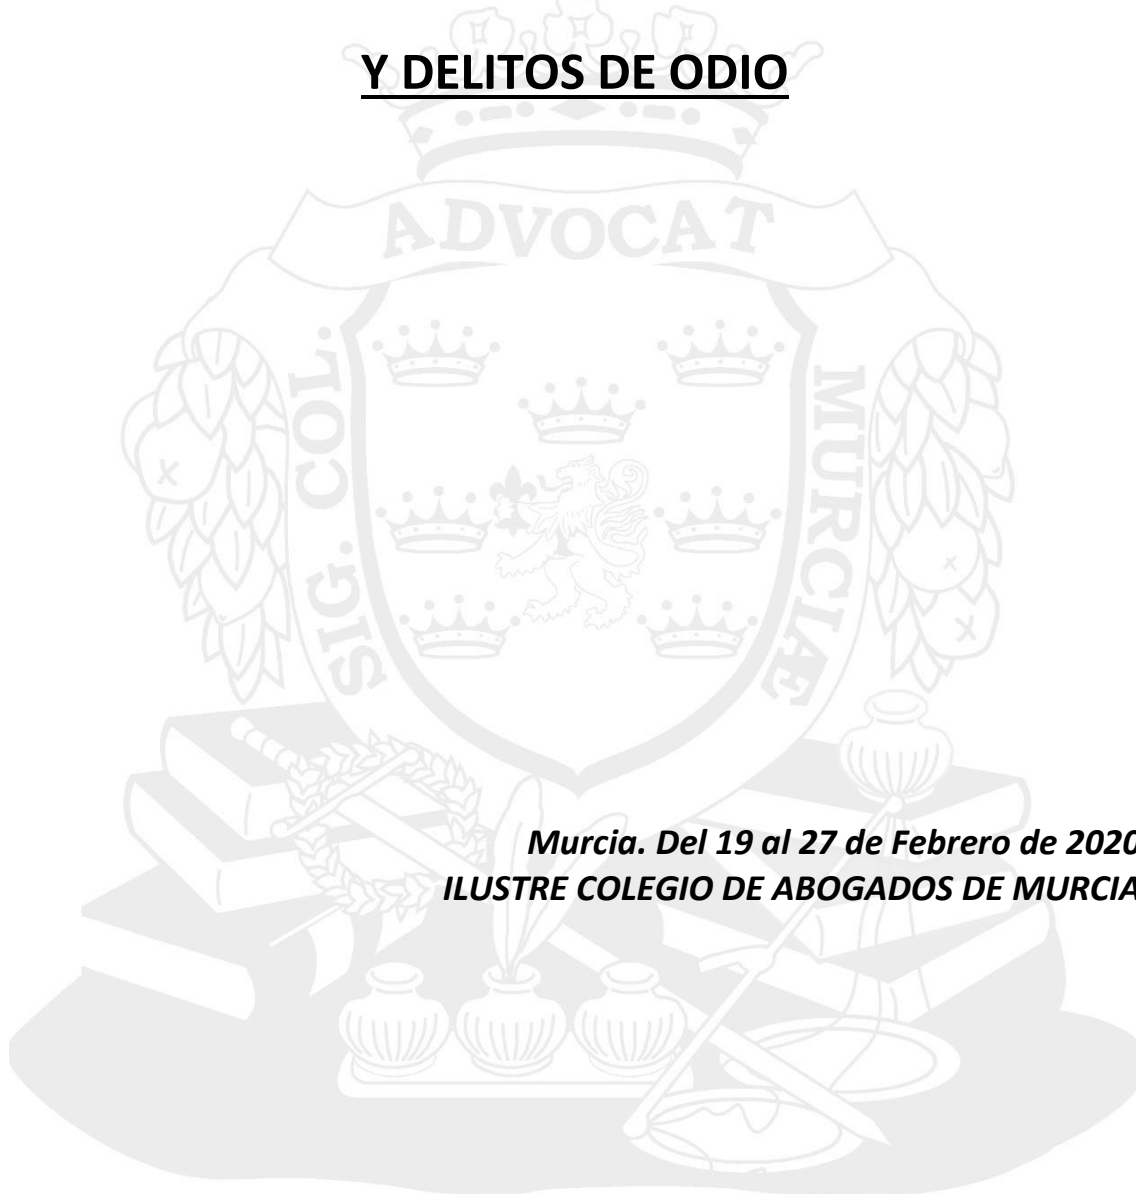 Y DELITOS DE ODIO
ADVOCAT
SIG. COL.
MURCIÆ
Murcia. Del 19 al 27 de Febrero de 2020
ILUSTRE COLEGIO DE ABOGADOS DE MURCIA